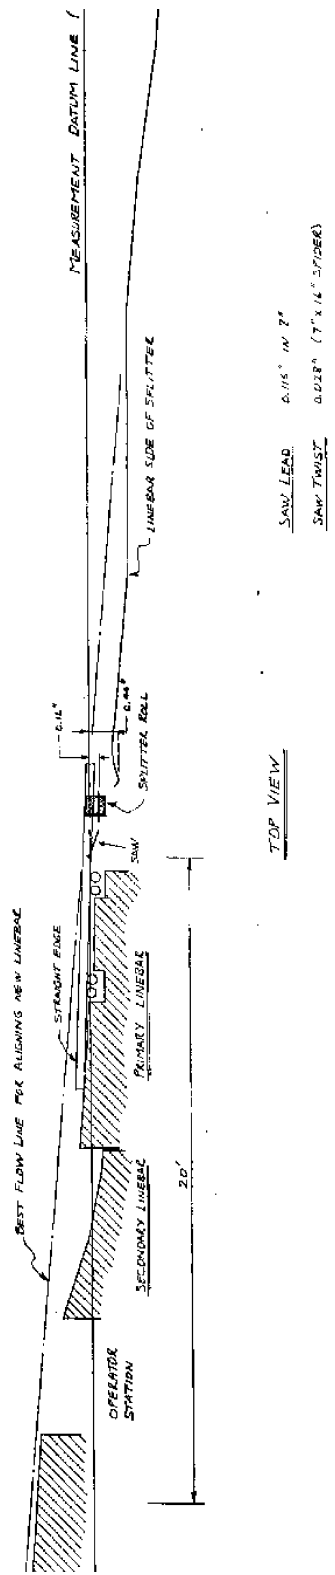 MEASUREMENT DATUM LINE (
LINEBAR SIDE OF SPLITTER
0.12"
0.44"
SPLITTER ROLL
SAW
BEST FLOW LINE FOR ALIGNING NEW LINEBAR
STRAIGHT EDGE
PRIMARY LINEBAR
SECONDARY LINEBAR
20'
OPERATOR
STATION
TOP VIEW
SAW LEAD 0.115" IN 7"
SAW TWIST 0.028" (7" x 16" SPIDER)